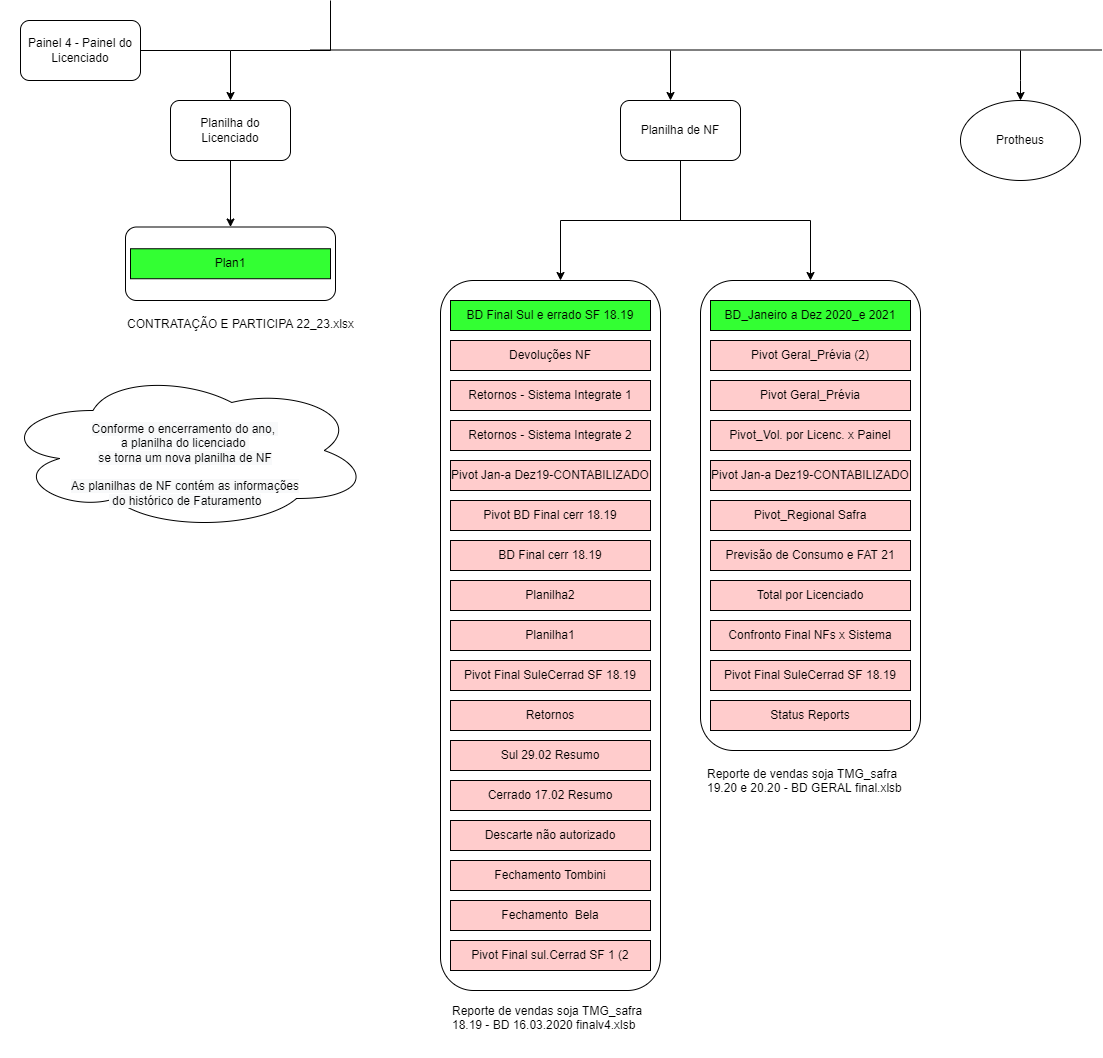 Painel 4 - Painel do
Licenciado
Planilha do
Licenciado
Planilha de NF
Protheus
Plan1
CONTRATAÇÃO E PARTICIPA 22_23.xlsx
Conforme o encerramento do ano,
a planilha do licenciado
se torna um nova planilha de NF
As planilhas de NF contém as informações
do histórico de Faturamento
BD Final Sul e errado SF 18.19
Devoluções NF
Retornos - Sistema Integrate 1
Retornos - Sistema Integrate 2
Pivot Jan-a Dez19-CONTABILIZADO
Pivot BD Final cerr 18.19
BD Final cerr 18.19
Planilha2
Planilha1
Pivot Final SuleCerrad SF 18.19
Retornos
Sul 29.02 Resumo
Cerrado 17.02 Resumo
Descarte não autorizado
Fechamento Tombini
Fechamento  Bela
Pivot Final sul.Cerrad SF 1 (2
Reporte de vendas soja TMG_safra
18.19 - BD 16.03.2020 finalv4.xlsb
BD_Janeiro a Dez 2020_e 2021
Pivot Geral_Prévia (2)
Pivot Geral_Prévia
Pivot_Vol. por Licenc. x Painel
Pivot Jan-a Dez19-CONTABILIZADO
Pivot_Regional Safra
Previsão de Consumo e FAT 21
Total por Licenciado
Confronto Final NFs x Sistema
Pivot Final SuleCerrad SF 18.19
Status Reports
Reporte de vendas soja TMG_safra
19.20 e 20.20 - BD GERAL final.xlsb